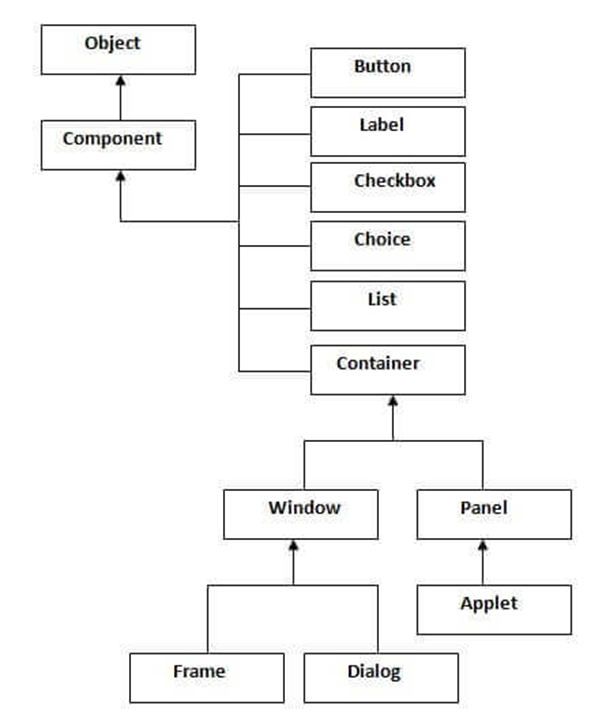 Object
Component
Button
Label
Checkbox
Choice
List
Container
Window
Panel
Applet
Frame
Dialog